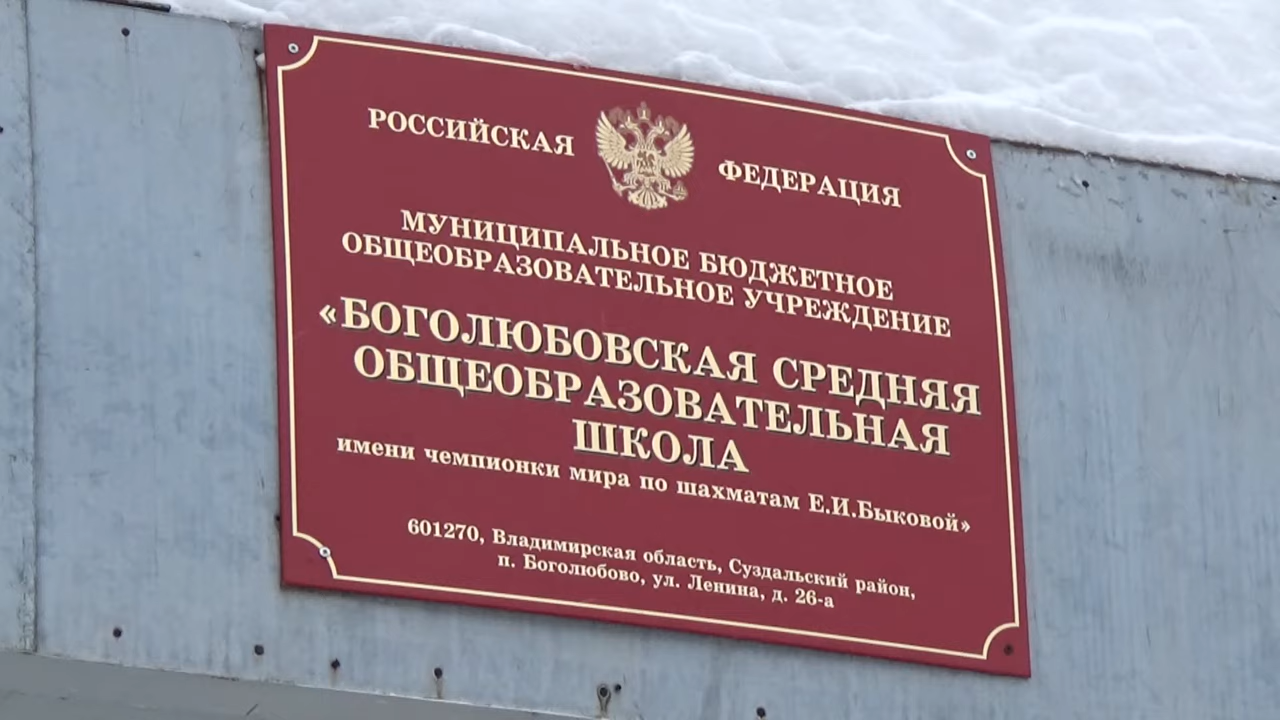 РОССИЙСКАЯ ФЕДЕРАЦИЯ
МУНИЦИПАЛЬНОЕ БЮДЖЕТНОЕ
ОБЩЕОБРАЗОВАТЕЛЬНОЕ УЧРЕЖДЕНИЕ
«БОГОЛЮБОВСКАЯ СРЕДНЯЯ
ОБЩЕОБРАЗОВАТЕЛЬНАЯ
ШКОЛА
имени чемпионки мира по шахматам Е.И.Быковой»
601270, Владимирская область, Суздальский район,
п. Боголюбово, ул. Ленина, д. 26-а